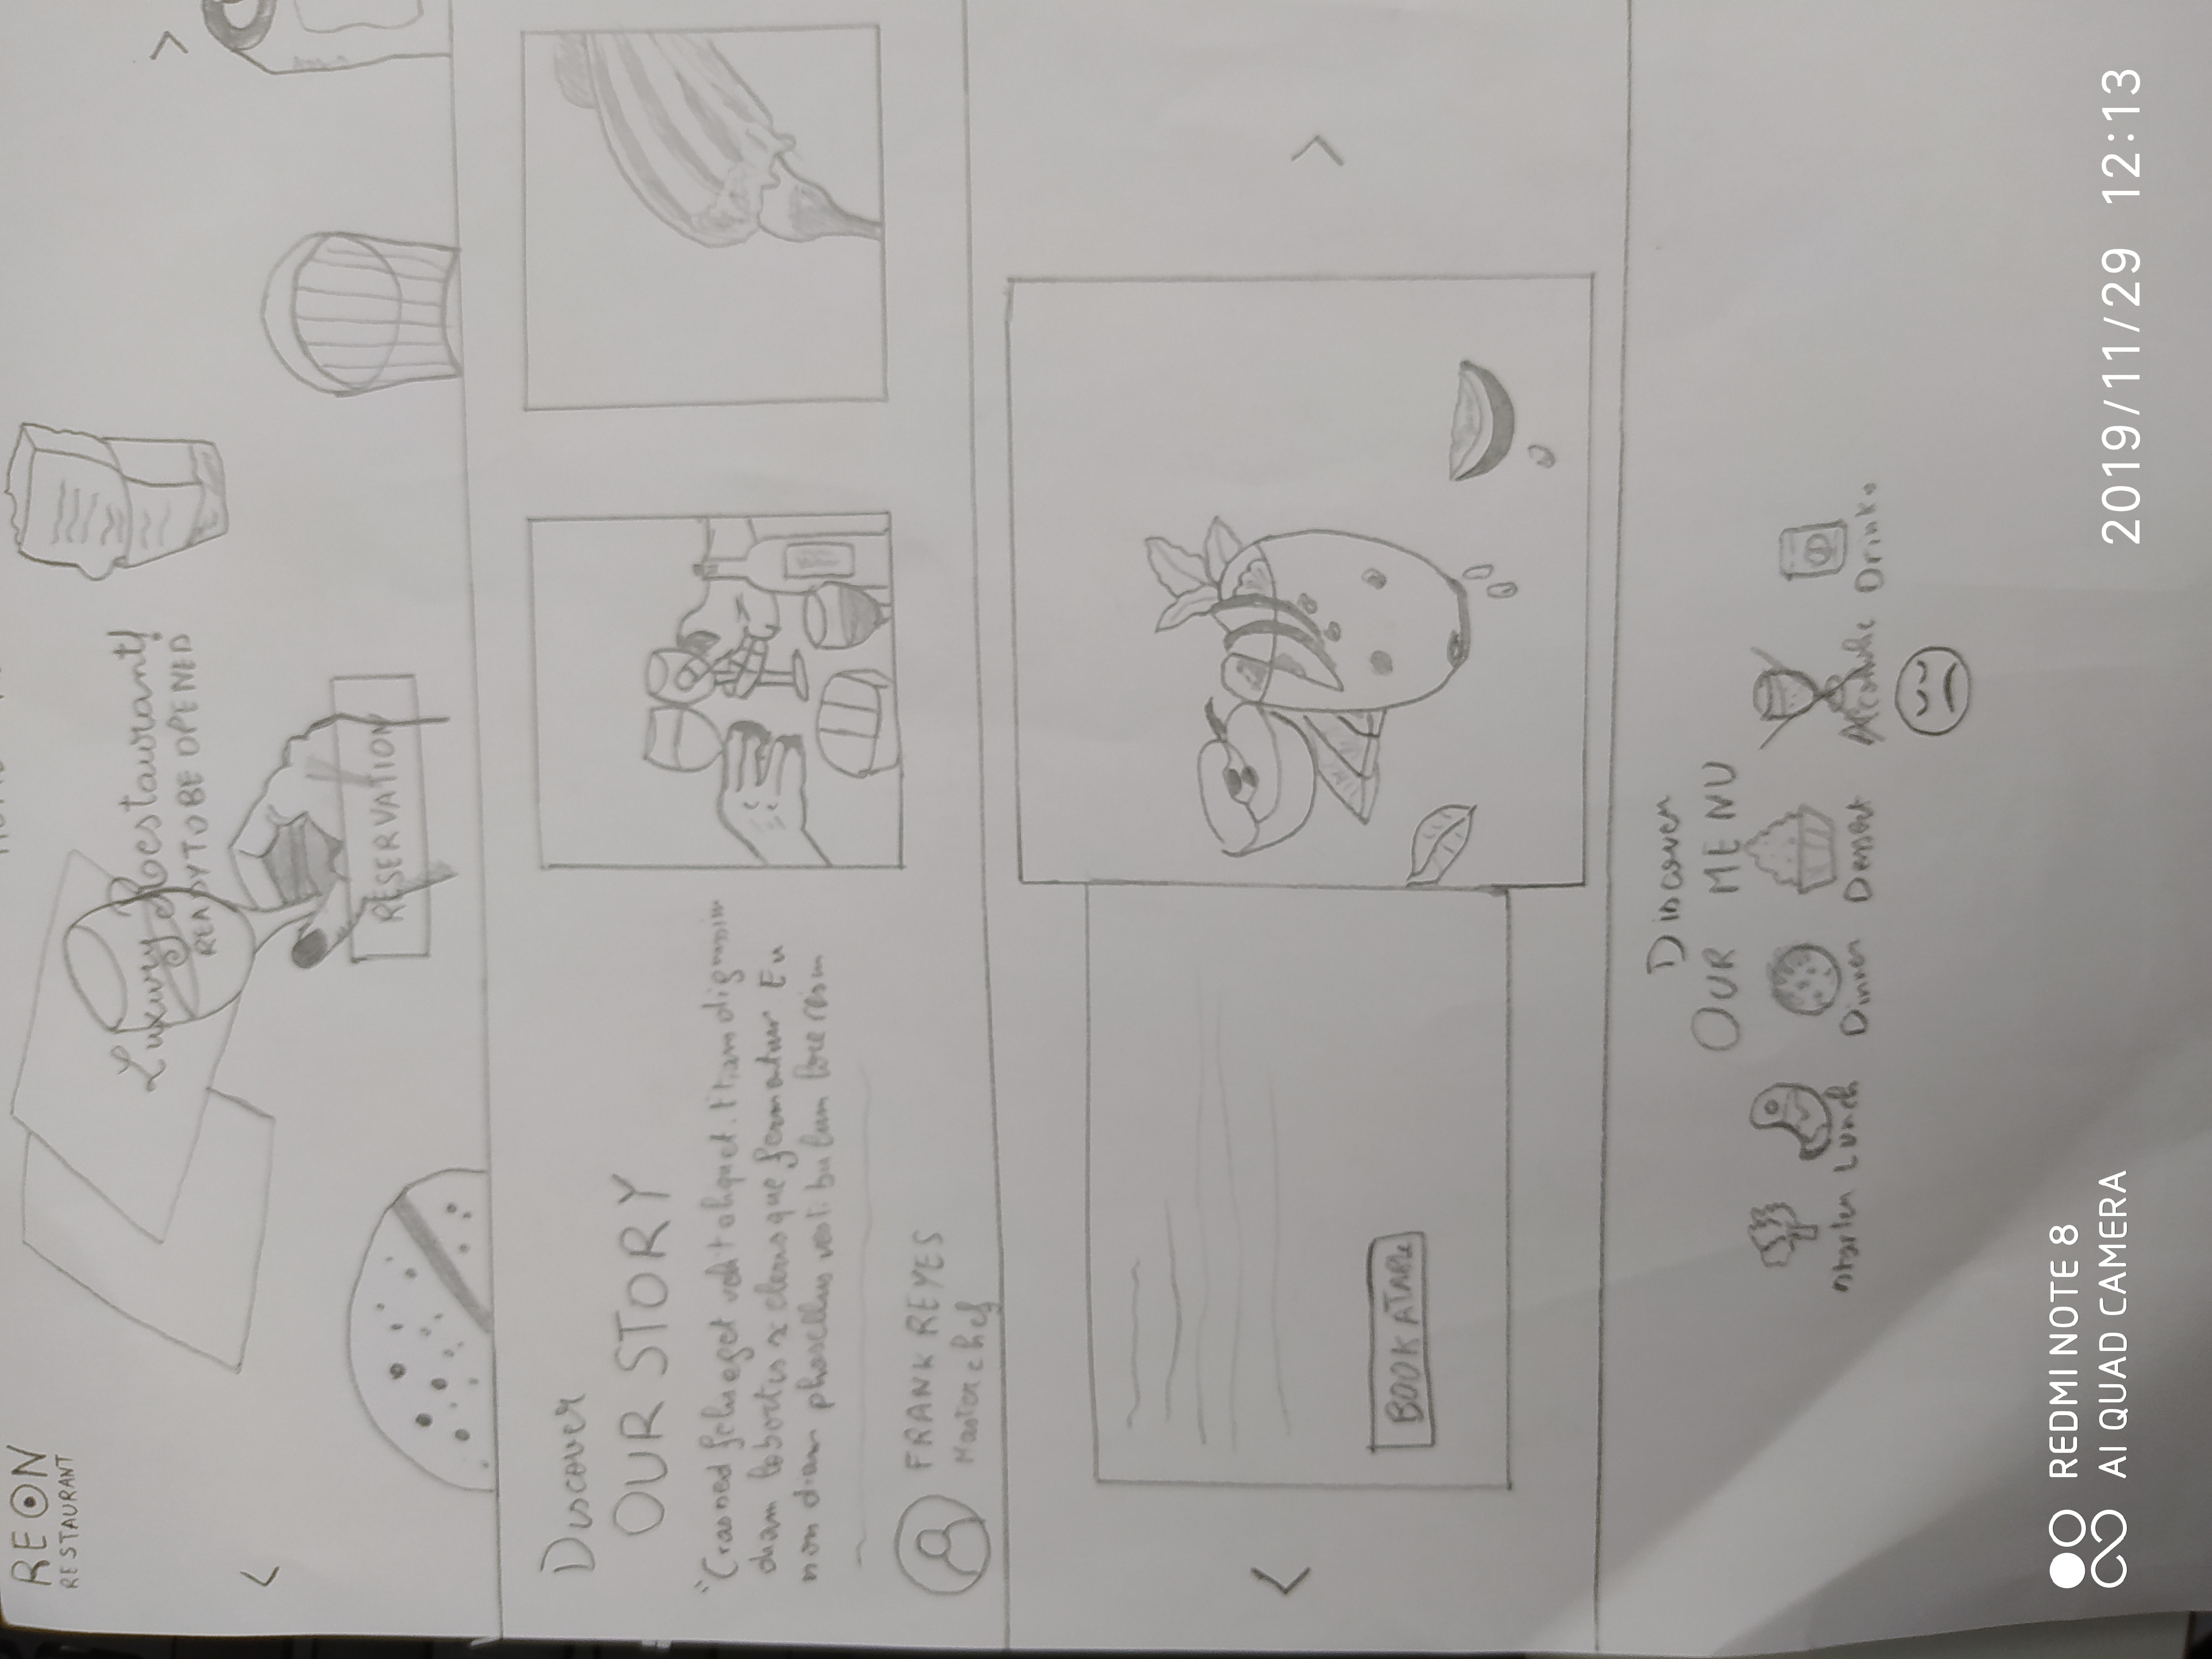 HOME
REON
RESTAURANT
Luxury Restaurant!
READY TO BE OPENED
<
>
RESERVATION
Discover
OUR STORY
"Cras sed felis eget velit aliquet. Etiam dignissim
diam lobortis scelerisque fermentum Eu
non diam phasellus vestibulum lorem
FRANK REYES
Master chef
<
>
BOOK A TABLE
Discover
OUR MENU
Starter Lunch Dinner Dessert Alcoholic Drinks
REDMI NOTE 8
AI QUAD CAMERA
2019/11/29 12:13